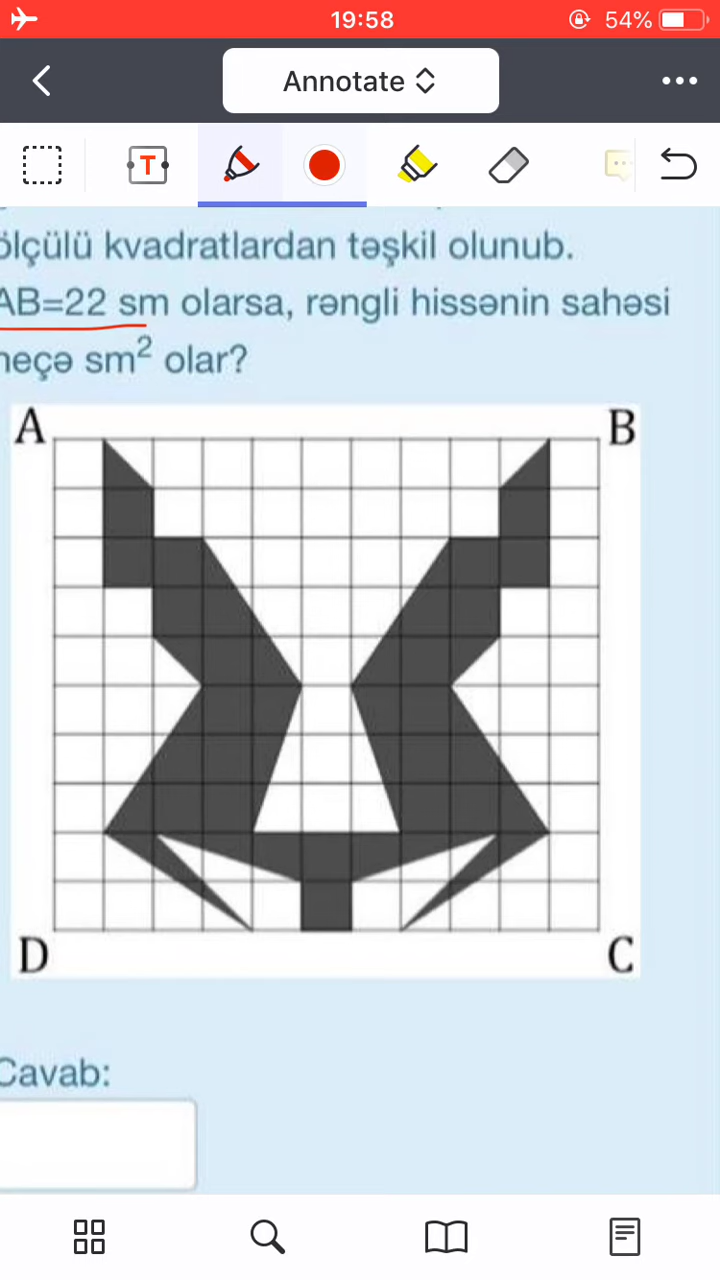 19:58
54%
Annotate
T
ölçülü kvadratlardan təşkil olunub.
AB=22 sm olarsa, rəngli hissənin sahəsi
neçə sm² olar?
A
B
D
C
Cavab: